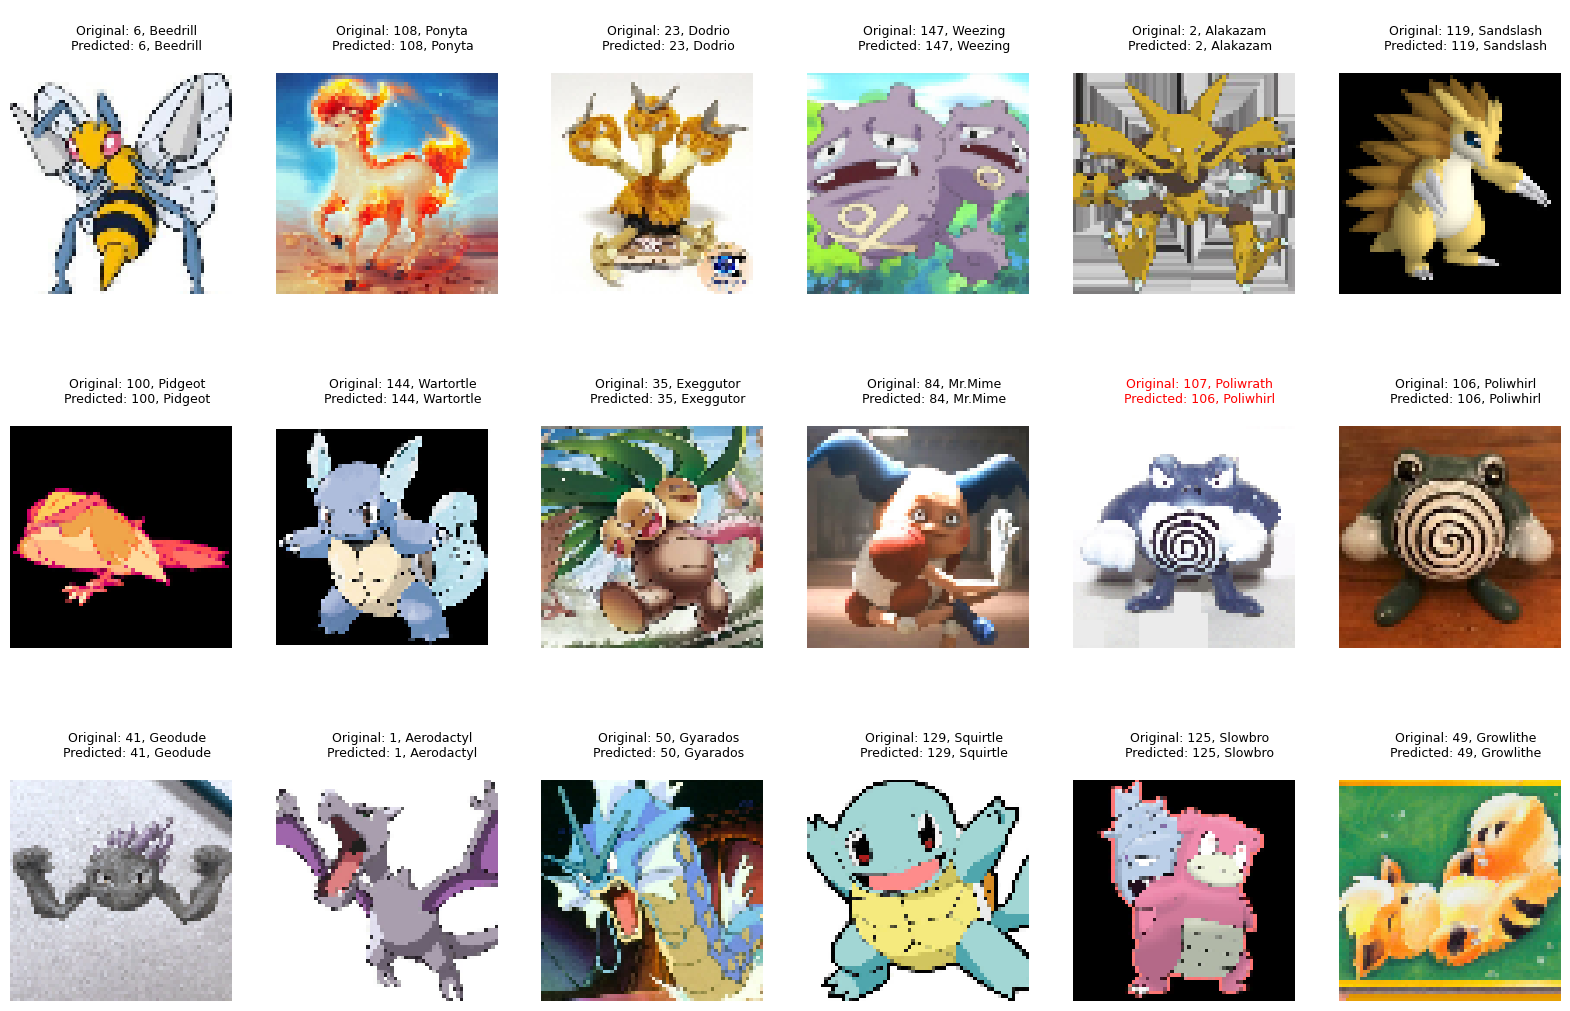 Original: 6, Beedrill
Predicted: 6, Beedrill
Original: 108, Ponyta
Predicted: 108, Ponyta
Original: 23, Dodrio
Predicted: 23, Dodrio
Original: 147, Weezing
Predicted: 147, Weezing
Original: 2, Alakazam
Predicted: 2, Alakazam
Original: 119, Sandslash
Predicted: 119, Sandslash
Original: 100, Pidgeot
Predicted: 100, Pidgeot
Original: 144, Wartortle
Predicted: 144, Wartortle
Original: 35, Exeggutor
Predicted: 35, Exeggutor
Original: 84, Mr.Mime
Predicted: 84, Mr.Mime
Original: 107, Poliwrath
Predicted: 106, Poliwhirl
Original: 106, Poliwhirl
Predicted: 106, Poliwhirl
Original: 41, Geodude
Predicted: 41, Geodude
Original: 1, Aerodactyl
Predicted: 1, Aerodactyl
Original: 50, Gyarados
Predicted: 50, Gyarados
Original: 129, Squirtle
Predicted: 129, Squirtle
Original: 125, Slowbro
Predicted: 125, Slowbro
Original: 49, Growlithe
Predicted: 49, Growlithe